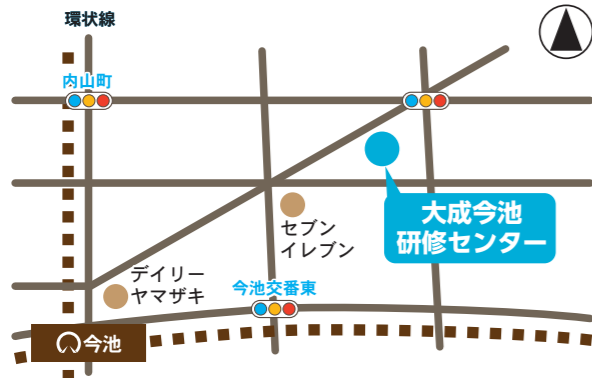 環状線
内山町
大成今池
研修センター
セブン
イレブン
デイリー
ヤマザキ
今池交番東
今池